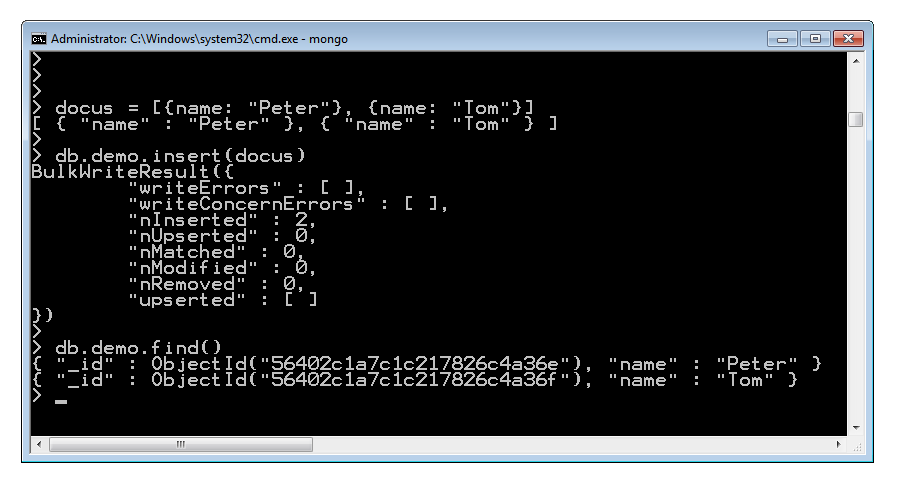 Administrator: C:\Windows\system32\cmd.exe - mongo
>
>
>
> docus = [{name: "Peter"}, {name: "Tom"}]
[ { "name" : "Peter" }, { "name" : "Tom" } ]
>
> db.demo.insert(docus)
BulkWriteResult({
        "writeErrors" : [ ],
        "writeConcernErrors" : [ ],
        "nInserted" : 2,
        "nUpserted" : 0,
        "nMatched" : 0,
        "nModified" : 0,
        "nRemoved" : 0,
        "upserted" : [ ]
})
>
> db.demo.find()
{ "_id" : ObjectId("56402c1a7c1c217826c4a36e"), "name" : "Peter" }
{ "_id" : ObjectId("56402c1a7c1c217826c4a36f"), "name" : "Tom" }
> _